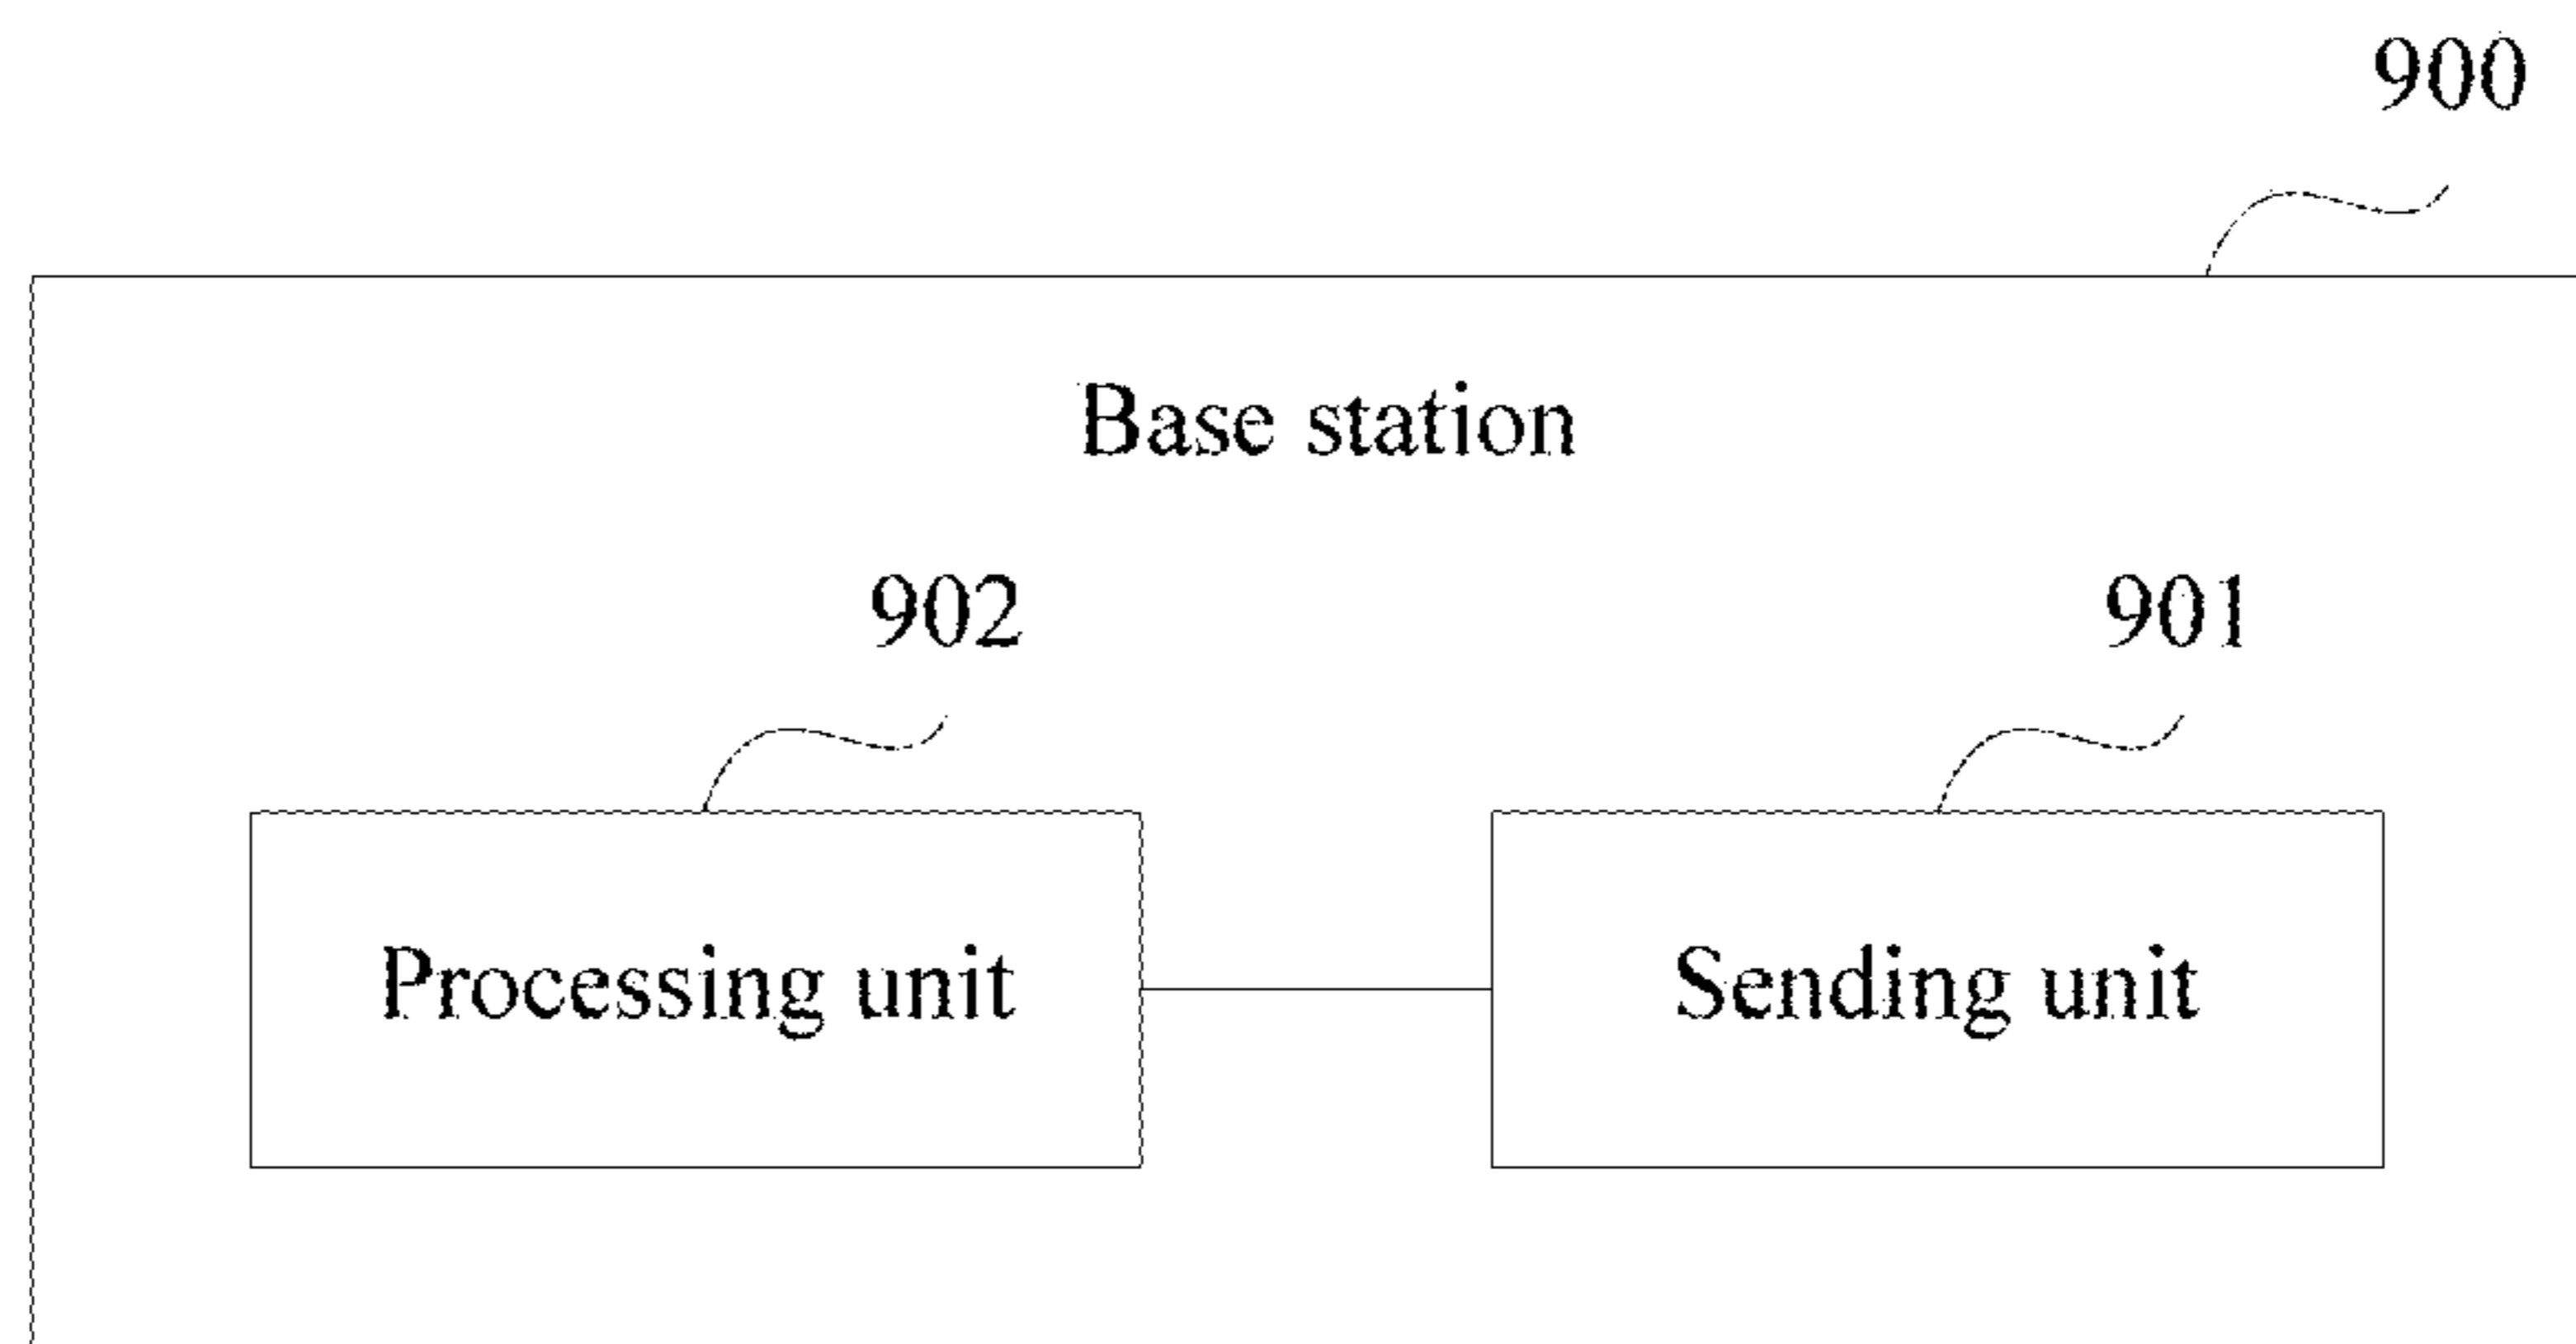 900
Base station
902
901
Processing unit
Sending unit